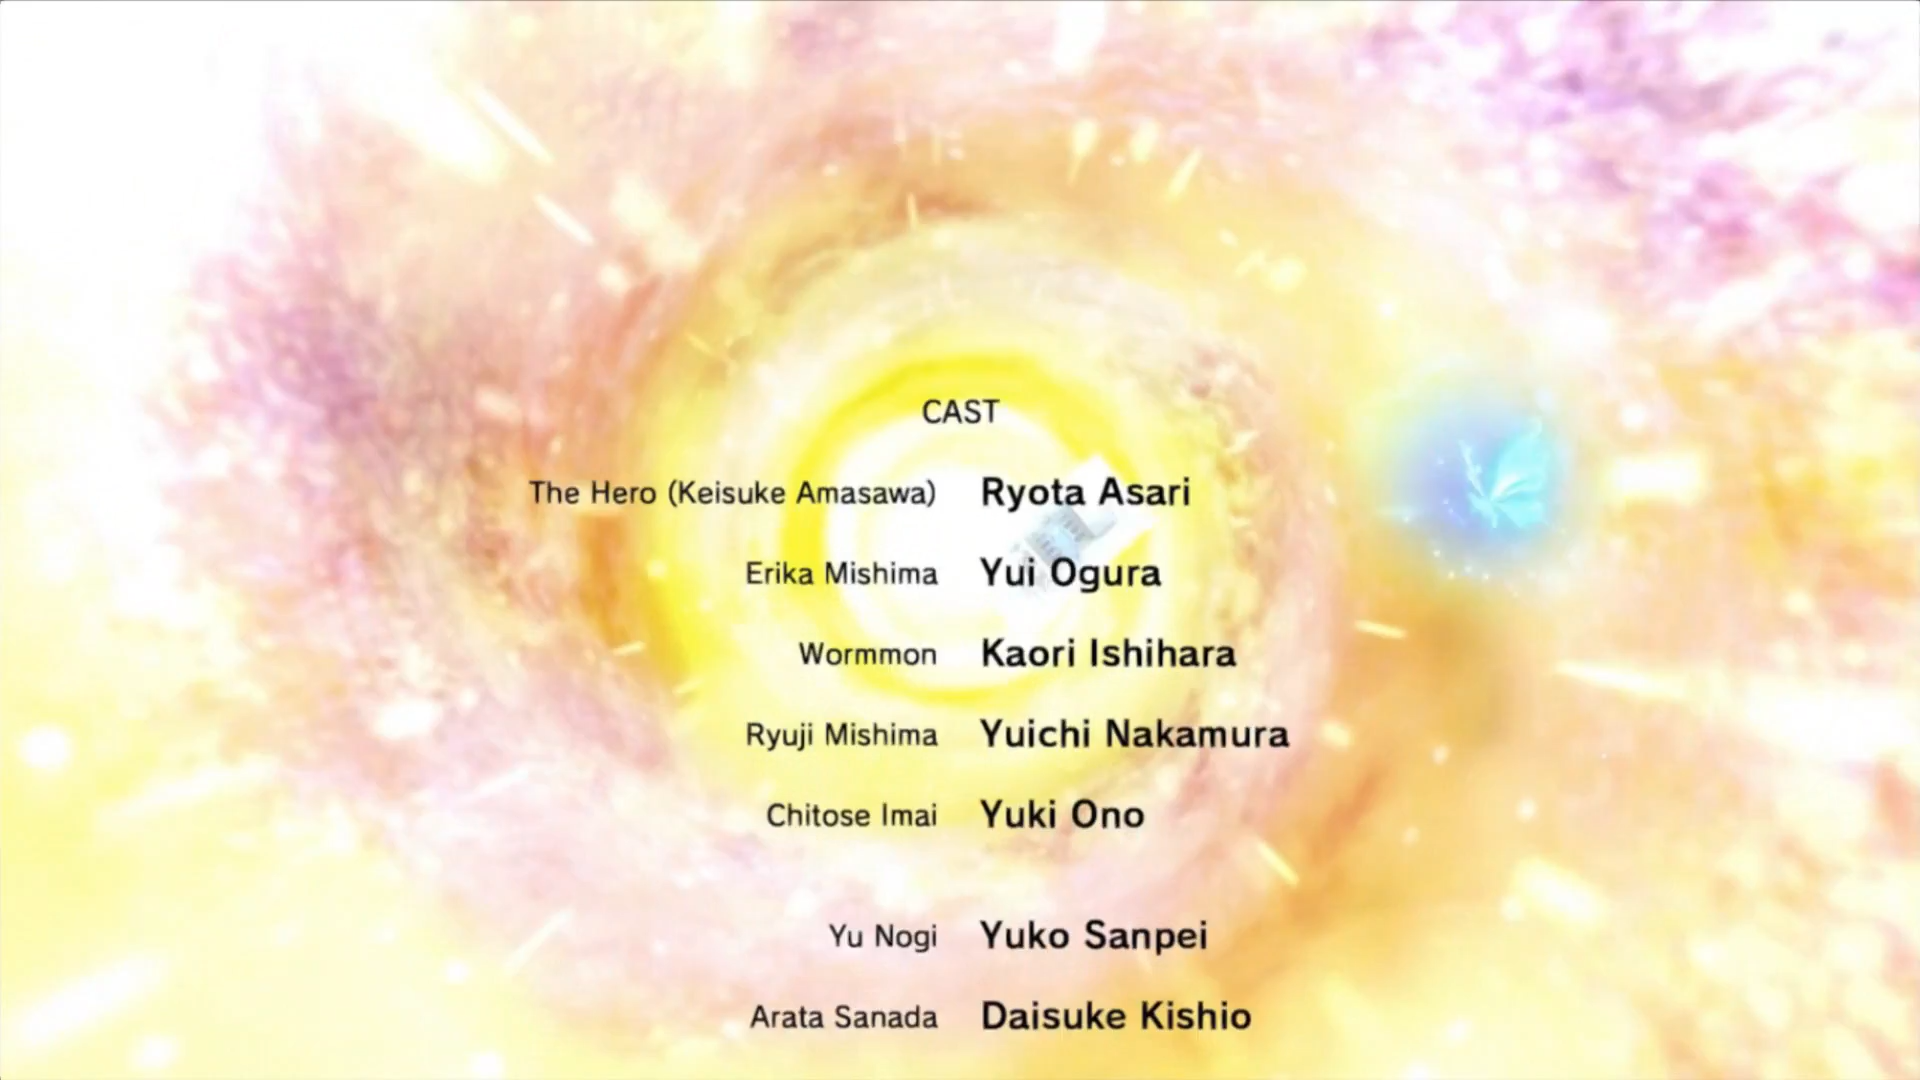 CAST
The Hero (Keisuke Amasawa) Ryota Asari
Erika Mishima Yui Ogura
Wormmon Kaori Ishihara
Ryuji Mishima Yuichi Nakamura
Chitose Imai Yuki Ono
Yu Nogi Yuko Sanpei
Arata Sanada Daisuke Kishio